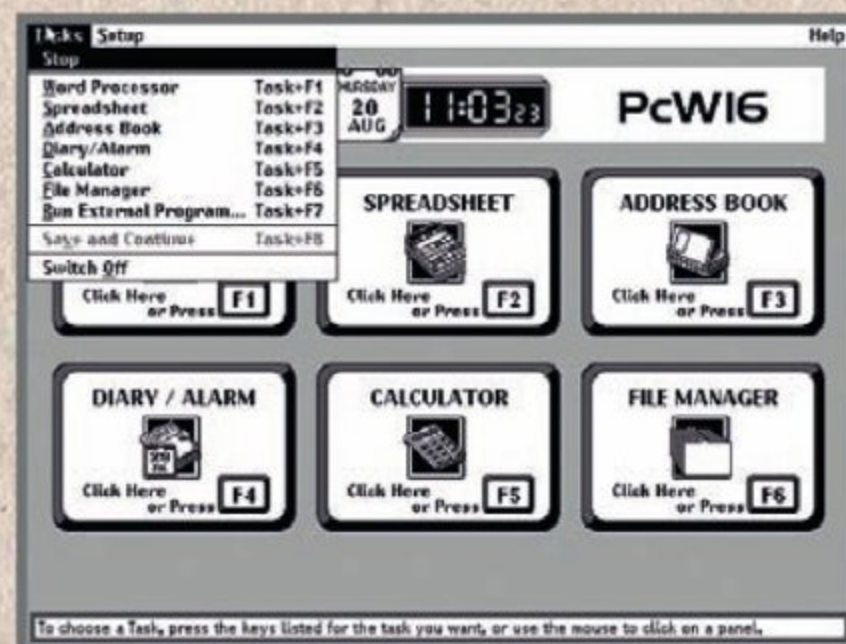 Tasks Setup Help
Stop
Word Processor Task+F1
Spreadsheet Task+F2
Address Book Task+F3
Diary/Alarm Task+F4
Calculator Task+F5
File Manager Task+F6
Run External Program... Task+F7
Save and Continue Task+F8
Switch Off
THURSDAY
20
AUG
11:03 23
PcW16
Click Here
or Press F1
SPREADSHEET
Click Here
or Press F2
ADDRESS BOOK
Click Here
or Press F3
DIARY / ALARM
Click Here
or Press F4
CALCULATOR
Click Here
or Press F5
FILE MANAGER
Click Here
or Press F6
To choose a Task, press the keys listed for the task you want, or use the mouse to click on a panel.